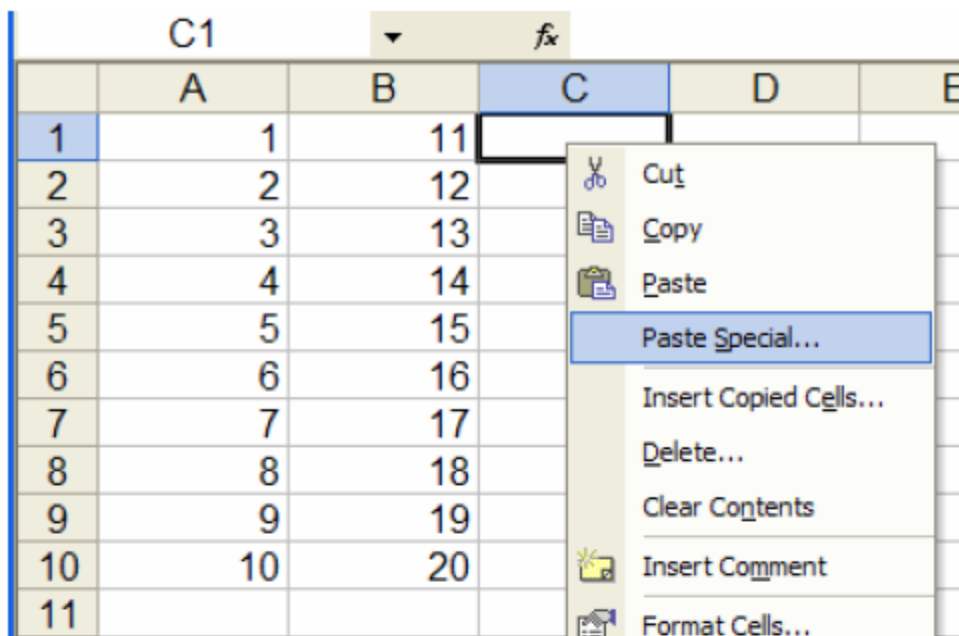 C1 fx
A B C D E
1 1 11
2 2 12
3 3 13
4 4 14
5 5 15
6 6 16
7 7 17
8 8 18
9 9 19
10 10 20
11
Cut
Copy
Paste
Paste Special...
Insert Copied Cells...
Delete...
Clear Contents
Insert Comment
Format Cells...